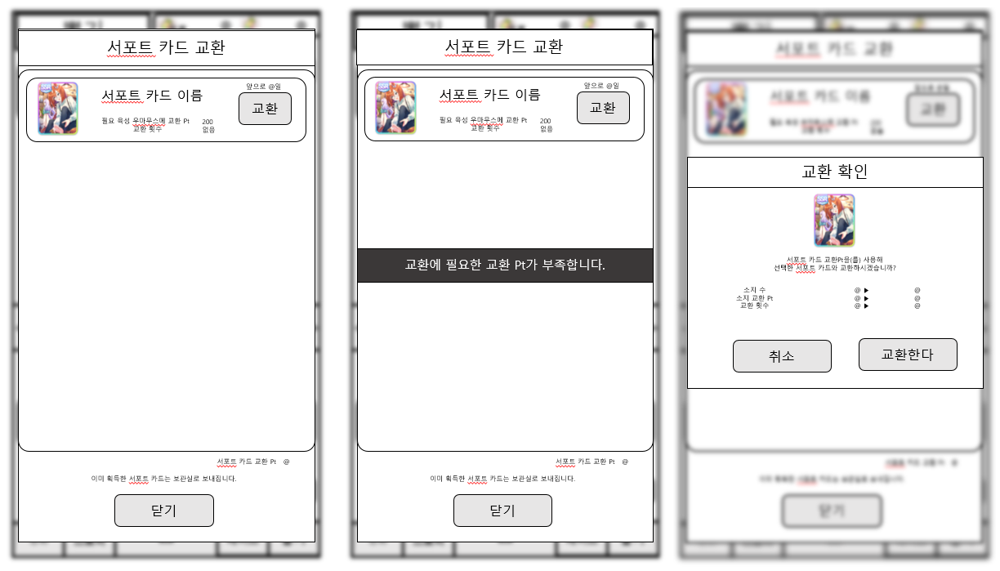 서포트 카드 교환
SSR
서포트 카드 이름
앞으로 @일
교환
필요 육성 우마무스메 교환 Pt 200
교환 횟수 없음
서포트 카드 교환 Pt @
이미 획득한 서포트 카드는 보관실로 보내집니다.
닫기
서포트 카드 교환
SSR
서포트 카드 이름
앞으로 @일
교환
필요 육성 우마무스메 교환 Pt 200
교환 횟수 없음
교환에 필요한 교환 Pt가 부족합니다.
서포트 카드 교환 Pt @
이미 획득한 서포트 카드는 보관실로 보내집니다.
닫기
서포트 카드 교환
서포트 카드 이름
교환
교환 확인
SSR
서포트 카드 교환Pt을(를) 사용해
선택한 서포트 카드와 교환하시겠습니까?
소지 수 @ ▶ @
소지 교환 Pt @ ▶ @
교환 횟수 @ ▶ @
취소
교환한다
닫기